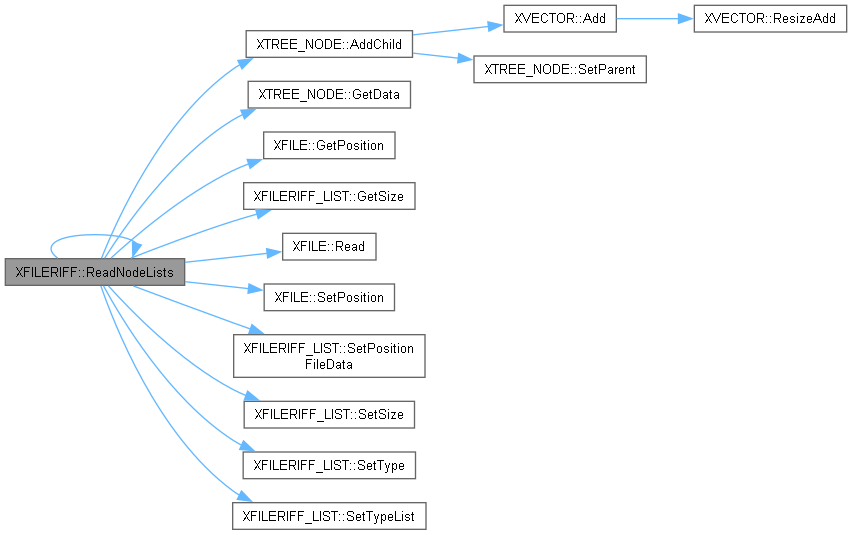 XFILERIFF::ReadNodeLists
XTREE_NODE::AddChild
XVECTOR::Add
XVECTOR::ResizeAdd
XTREE_NODE::SetParent
XTREE_NODE::GetData
XFILE::GetPosition
XFILERIFF_LIST::GetSize
XFILE::Read
XFILE::SetPosition
XFILERIFF_LIST::SetPosition
FileData
XFILERIFF_LIST::SetSize
XFILERIFF_LIST::SetType
XFILERIFF_LIST::SetTypeList